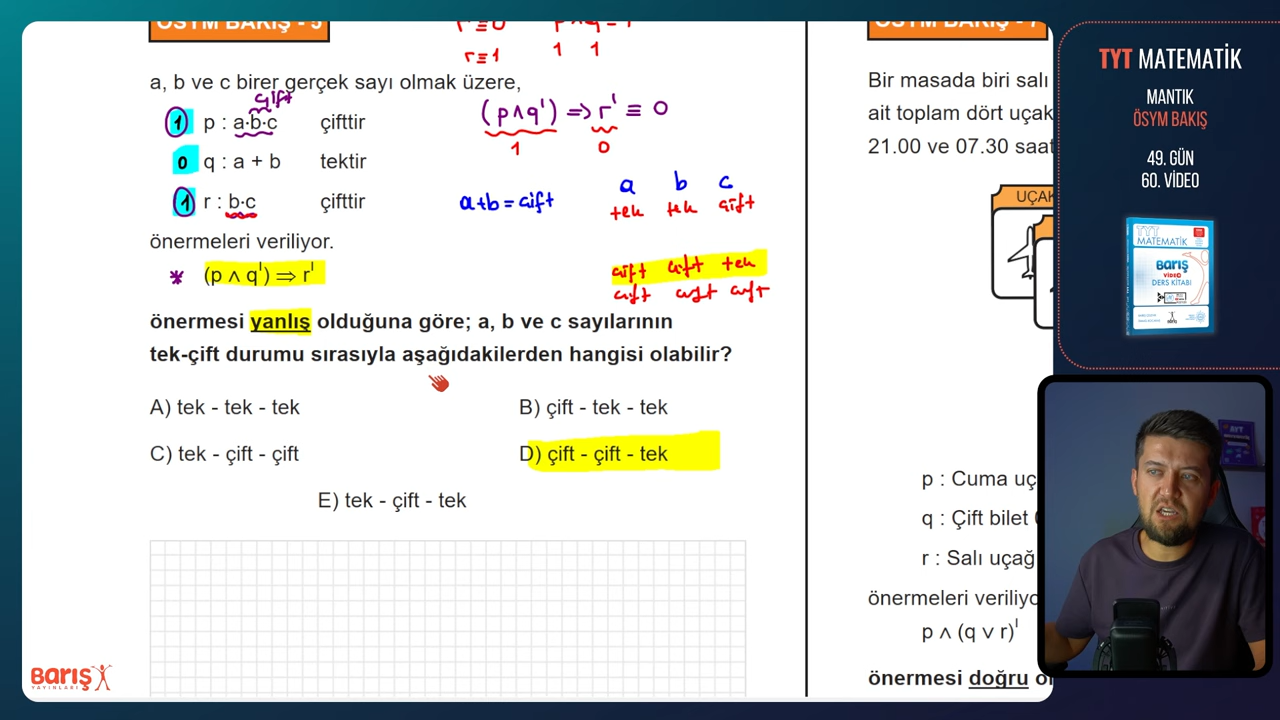 ÖSYM BAKIŞ - 5
r' ≡ 0
r ≡ 1
1 1
a, b ve c birer gerçek sayı olmak üzere,
çift
1 p : a·b·c çifttir
0 q : a + b tektir
1 r : b·c çifttir
önermeleri veriliyor.
* (p ∧ q') ⇒ r'
(p ∧ q') ⇒ r' ≡ 0
1 0
a+b = çift
a b c
tek tek çift
çift çift tek
çift çift çift
önermesi yanlış olduğuna göre; a, b ve c sayılarının
tek-çift durumu sırasıyla aşağıdakilerden hangisi olabilir?
A) tek - tek - tek
B) çift - tek - tek
C) tek - çift - çift
D) çift - çift - tek
E) tek - çift - tek
BARIŞ
YAYINLARI
Bir masada biri salı
ait toplam dört uçak
21.00 ve 07.30 saa
UÇAK
p : Cuma uç
q : Çift bilet
r : Salı uçağ
önermeleri veriliyo
p ∧ (q ∨ r)'
önermesi doğru o
TYT MATEMATİK
MANTIK
ÖSYM BAKIŞ
49. GÜN
60. VİDEO
TYT
MATEMATİK
BARIŞ
VİDEO
DERS KİTABI